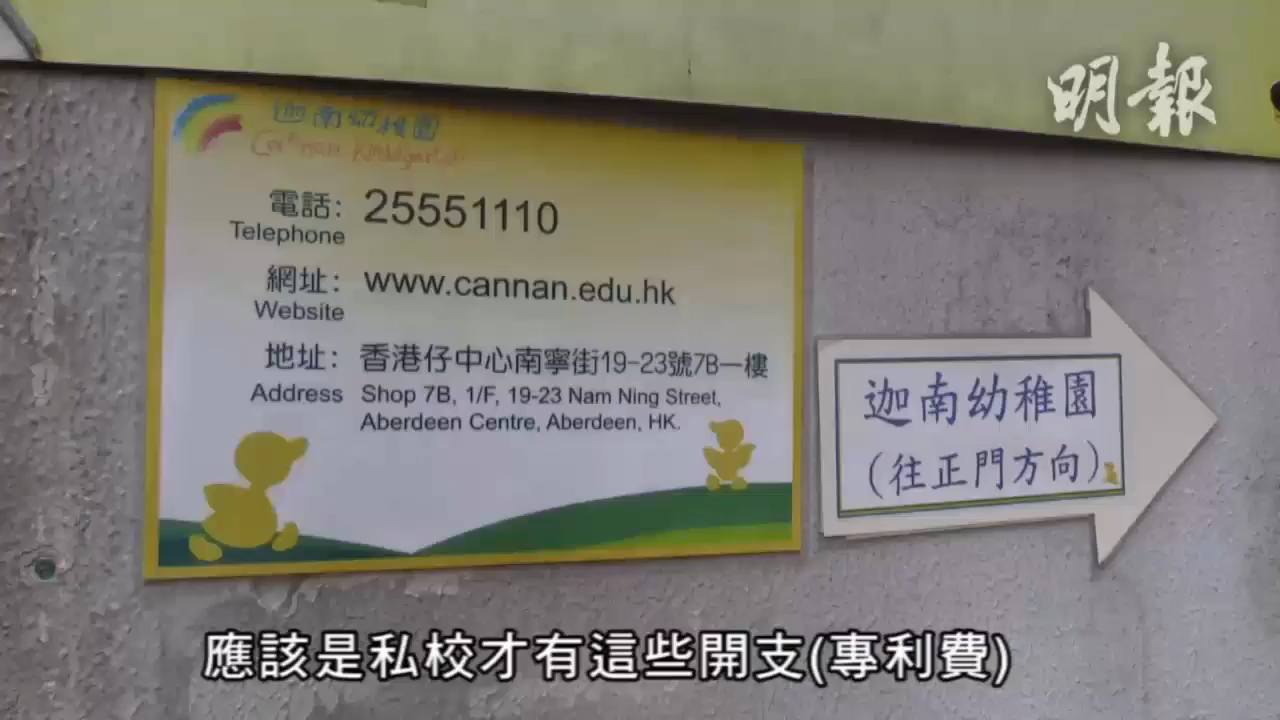 明報
迦南幼稚園
電話: 25551110
Telephone
網址: www.cannan.edu.hk
Website
地址: 香港仔中心南寧街19-23號7B一樓
Address Shop 7B, 1/F, 19-23 Nam Ning Street,
Aberdeen Centre, Aberdeen, HK.
迦南幼稚園
(往正門方向)
應該是私校才有這些開支(專利費)